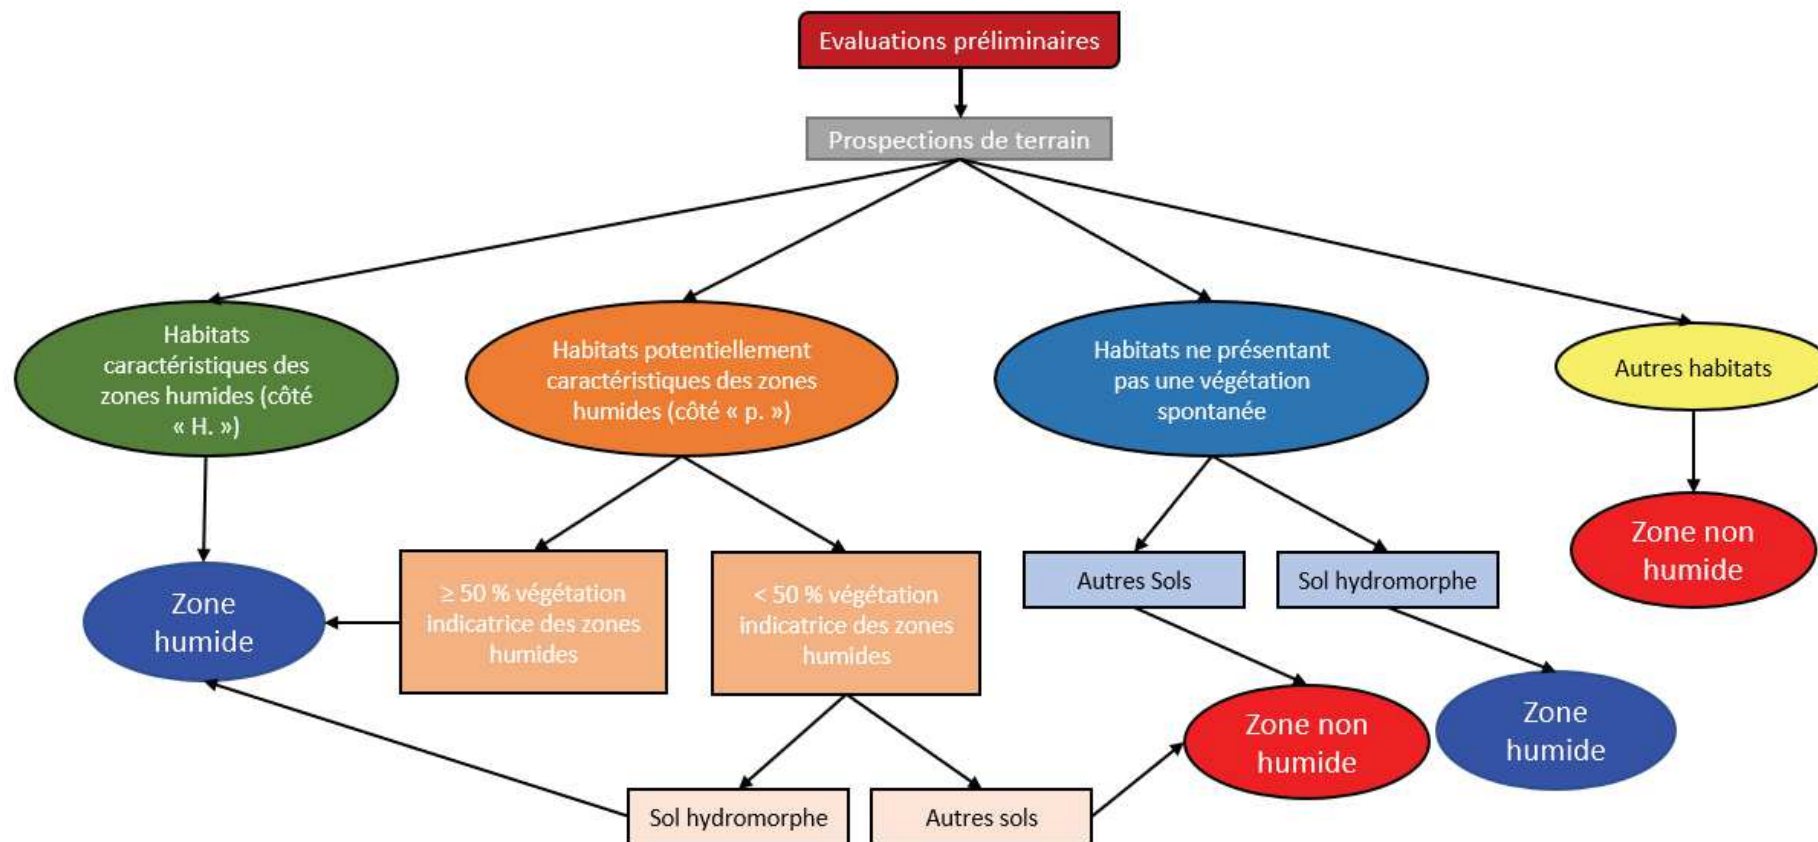 Evaluations préliminaires
Prospections de terrain
Habitats
caractéristiques des
zones humides (côté
« H. »)
Habitats potentiellement
caractéristiques des zones
humides (côté « p. »)
Habitats ne présentant
pas une végétation
spontanée
Autres habitats
Zone non
humide
Zone
humide
≥ 50 % végétation
indicatrice des zones
humides
< 50 % végétation
indicatrice des zones
humides
Autres Sols
Sol hydromorphe
Zone non
humide
Zone
humide
Sol hydromorphe
Autres sols